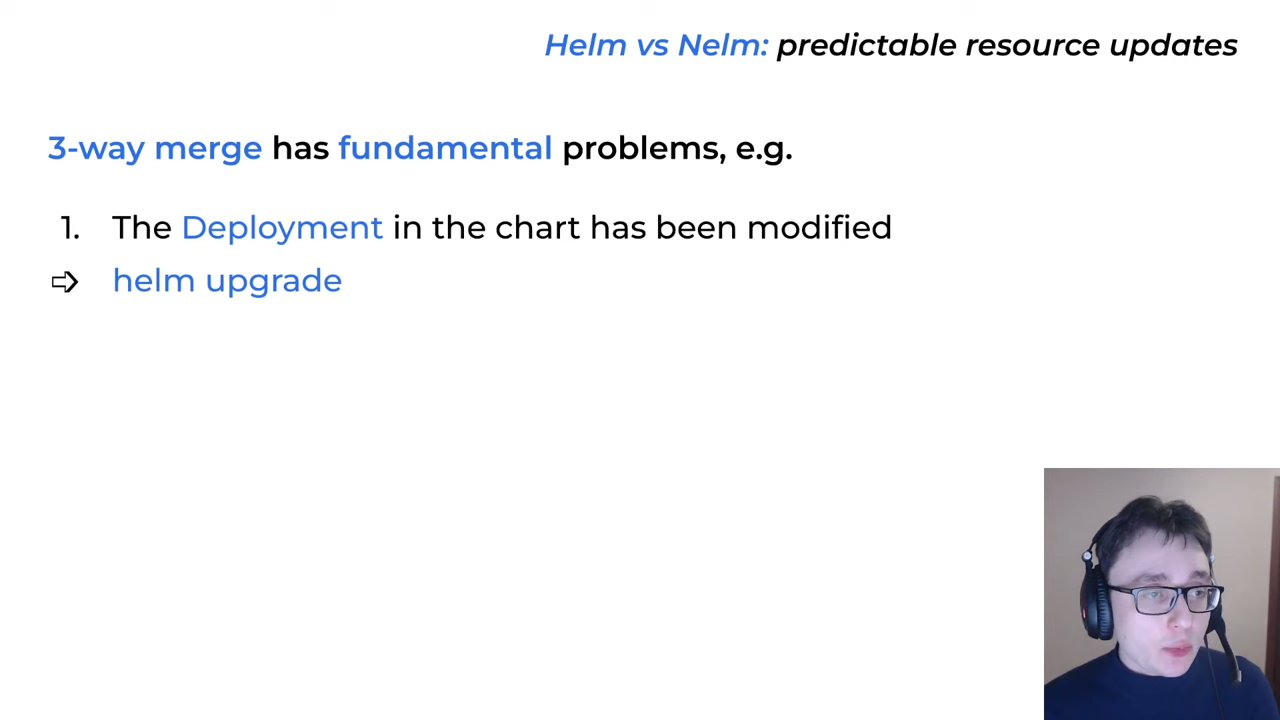 Helm vs Nelm: predictable resource updates
3-way merge has fundamental problems, e.g.
1. The Deployment in the chart has been modified
⇨ helm upgrade